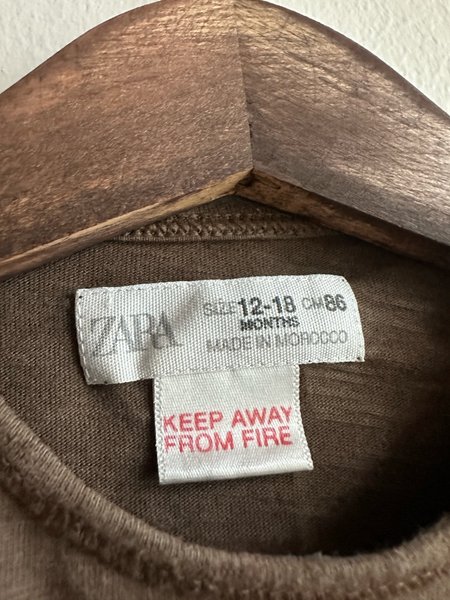 ZARA
SIZE 12-18 CM 86
MONTHS
MADE IN MOROCCO
KEEP AWAY
FROM FIRE